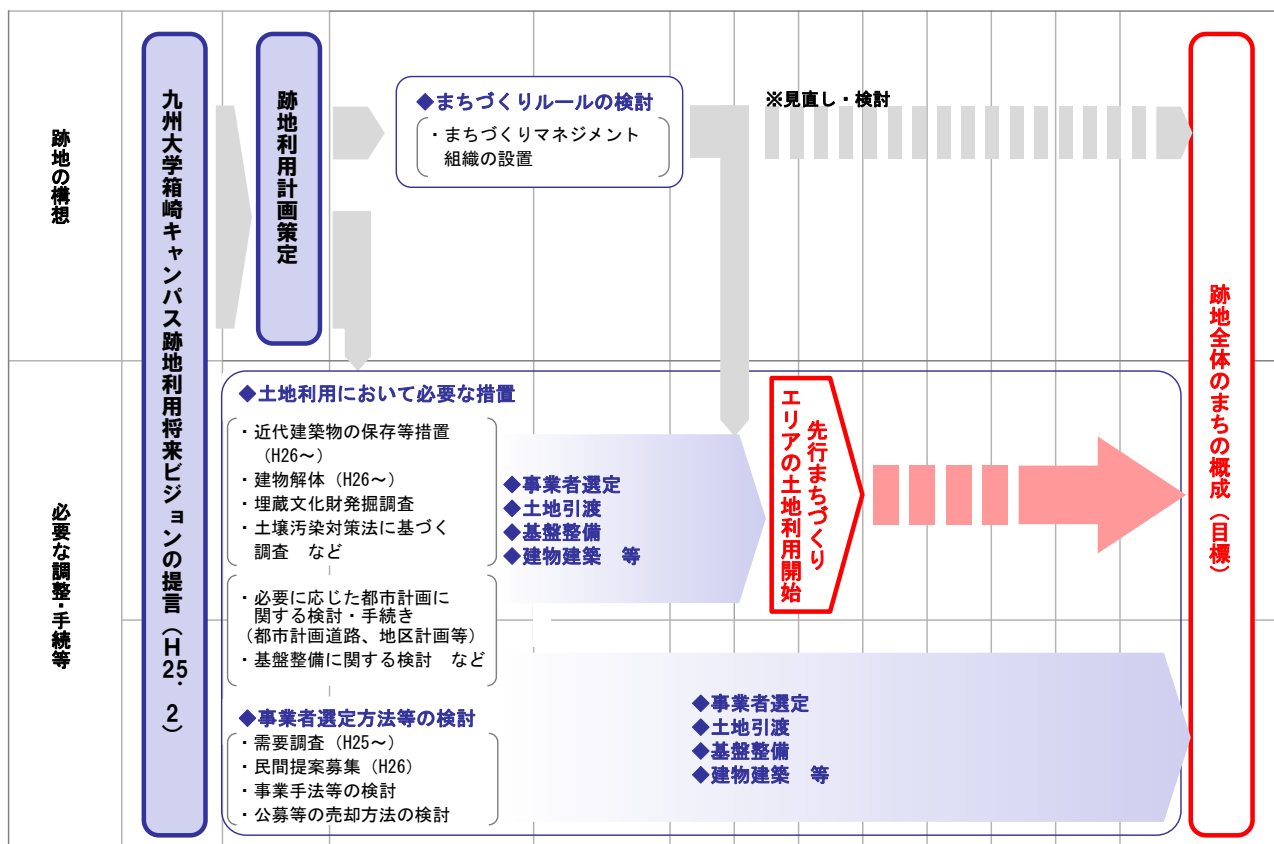 跡地の構想
必要な調整・手続等
九州大学箱崎キャンパス跡地利用将来ビジョンの提言（H25.2）
跡地利用計画策定
◆まちづくりルールの検討
・まちづくりマネジメント
組織の設置
※見直し・検討
◆土地利用において必要な措置
・近代建築物の保存等措置
（H26～）
・建物解体（H26～）
・埋蔵文化財発掘調査
・土壌汚染対策法に基づく
調査　など
・必要に応じた都市計画に
関する検討・手続き
（都市計画道路、地区計画等）
・基盤整備に関する検討　など
◆事業者選定方法等の検討
・需要調査（H25～）
・民間提案募集（H26）
・事業手法等の検討
・公募等の売却方法の検討
◆事業者選定
◆土地引渡
◆基盤整備
◆建物建築　等
先行まちづくり
エリアの土地利用開始
◆事業者選定
◆土地引渡
◆基盤整備
◆建物建築　等
跡地全体のまちの概成（目標）